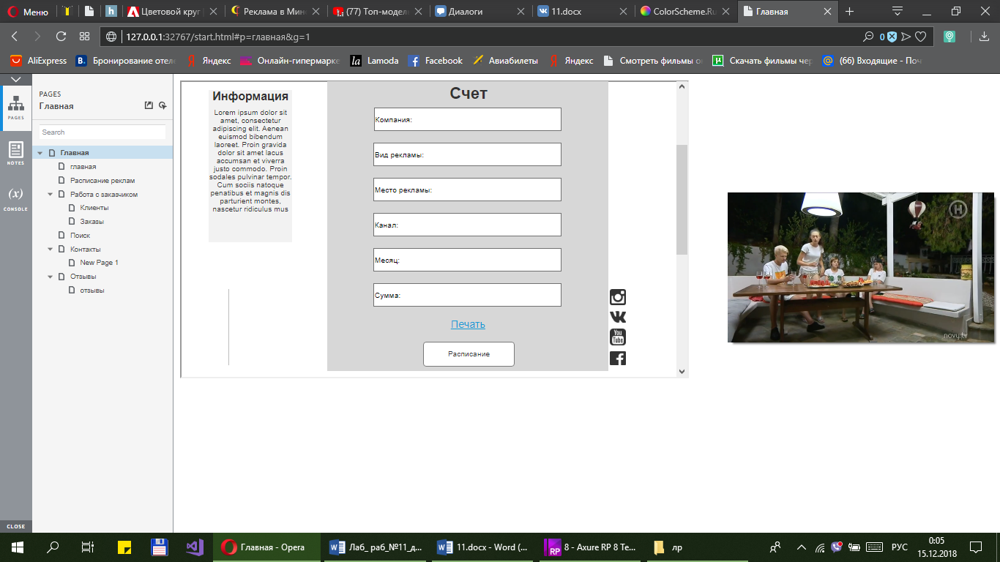 Меню
Цветовой круг
Реклама в Мин
(77) Топ-модел
Диалоги
11.docx
ColorScheme.Ru
Главная
127.0.0.1:32767/start.html#p=главная&g=1
0
AliExpress
B.
Бронирование отеле
Я
Яндекс
Онлайн-гипермарке
la
Lamoda
Facebook
Авиабилеты
Я
Яндекс
Смотреть фильмы о
Скачать фильмы чер
(66) Входящие - Поч
PAGES
NOTES
(x)
CONSOLE
CLOSE
PAGES
Главная
Search
Главная
главная
Расписание реклам
Работа с заказчиком
Клиенты
Заказы
Поиск
Контакты
New Page 1
Отзывы
отзывы
Информация
Lorem ipsum dolor sit
amet, consectetur
adipiscing elit. Aenean
euismod bibendum
laoreet. Proin gravida
dolor sit amet lacus
accumsan et viverra
justo commodo. Proin
sodales pulvinar tempor.
Cum sociis natoque
penatibus et magnis dis
parturient montes,
nascetur ridiculus mus
Счет
Компания:
Вид рекламы:
Место рекламы:
Канал:
Месяц:
Сумма:
Печать
Расписание
You
Tube
H
novy.tv
Главная - Opera
Лаб_ раб_№11_д...
11.docx - Word (...
RP
8 - Axure RP 8 Te...
лр
РУС
0:05
15.12.2018